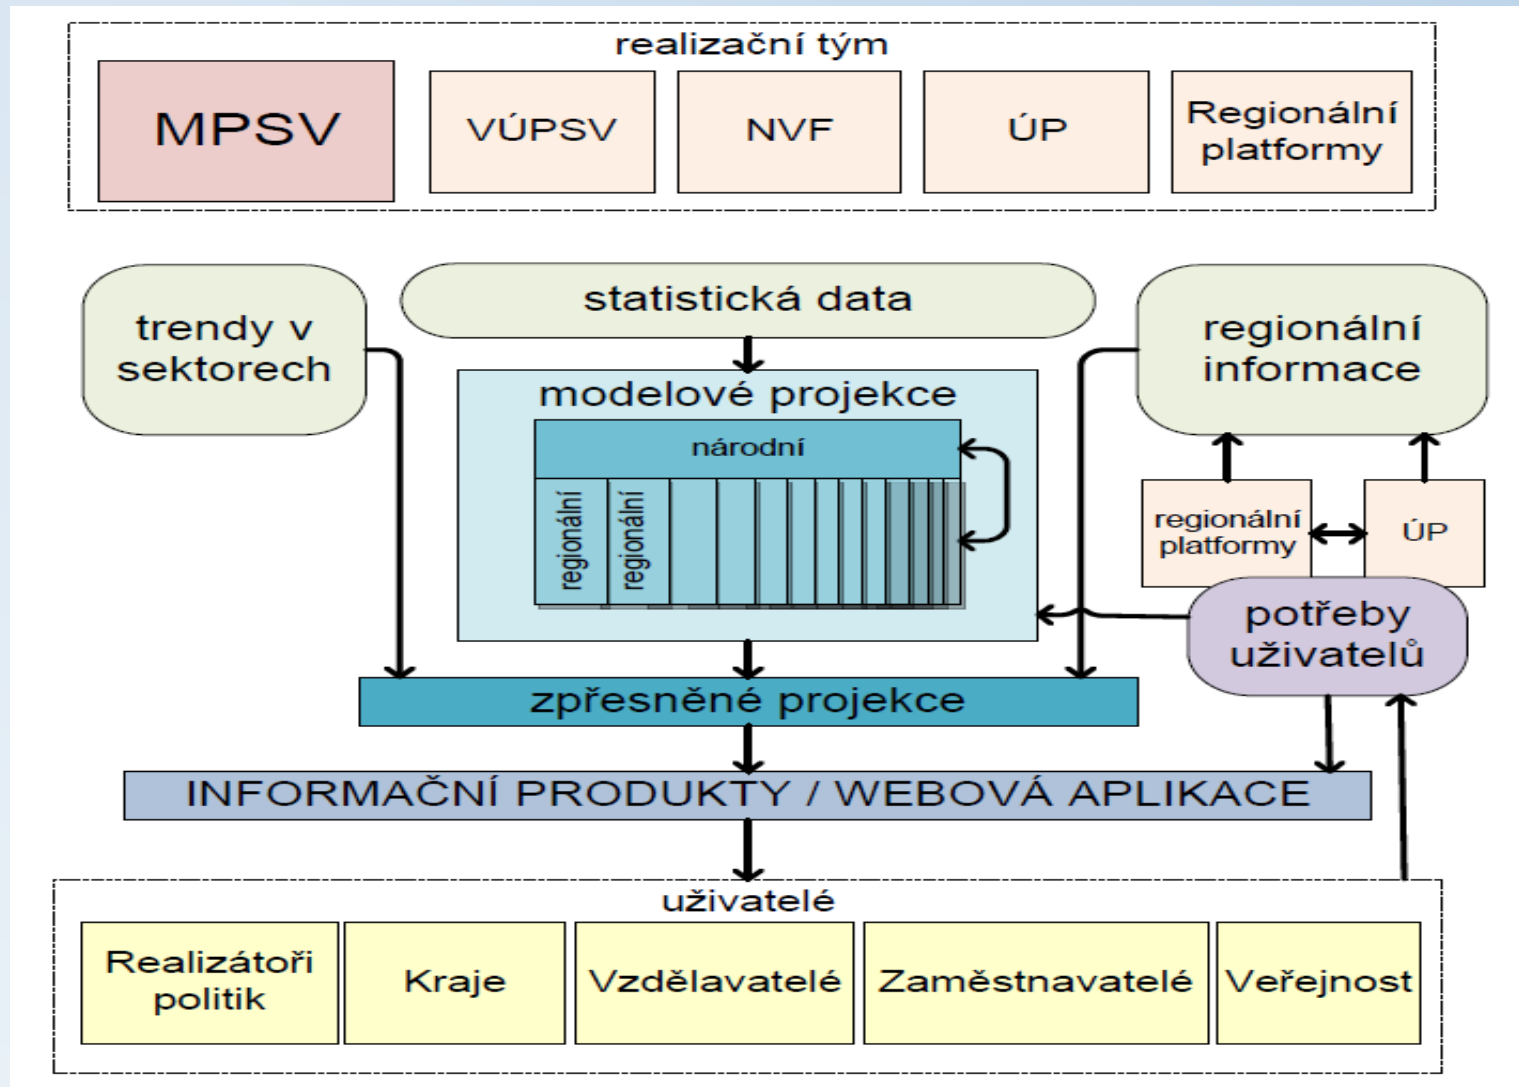 realizační tým
MPSV
VÚPSV
NVF
ÚP
Regionální
platformy
trendy v
sektorech
statistická data
regionální
informace
modelové projekce
národní
regionální
regionální
regionální
platformy
ÚP
potřeby
uživatelů
zpřesněné projekce
INFORMAČNÍ PRODUKTY / WEBOVÁ APLIKACE
uživatelé
Realizátoři
politik
Kraje
Vzdělavatelé
Zaměstnavatelé
Veřejnost